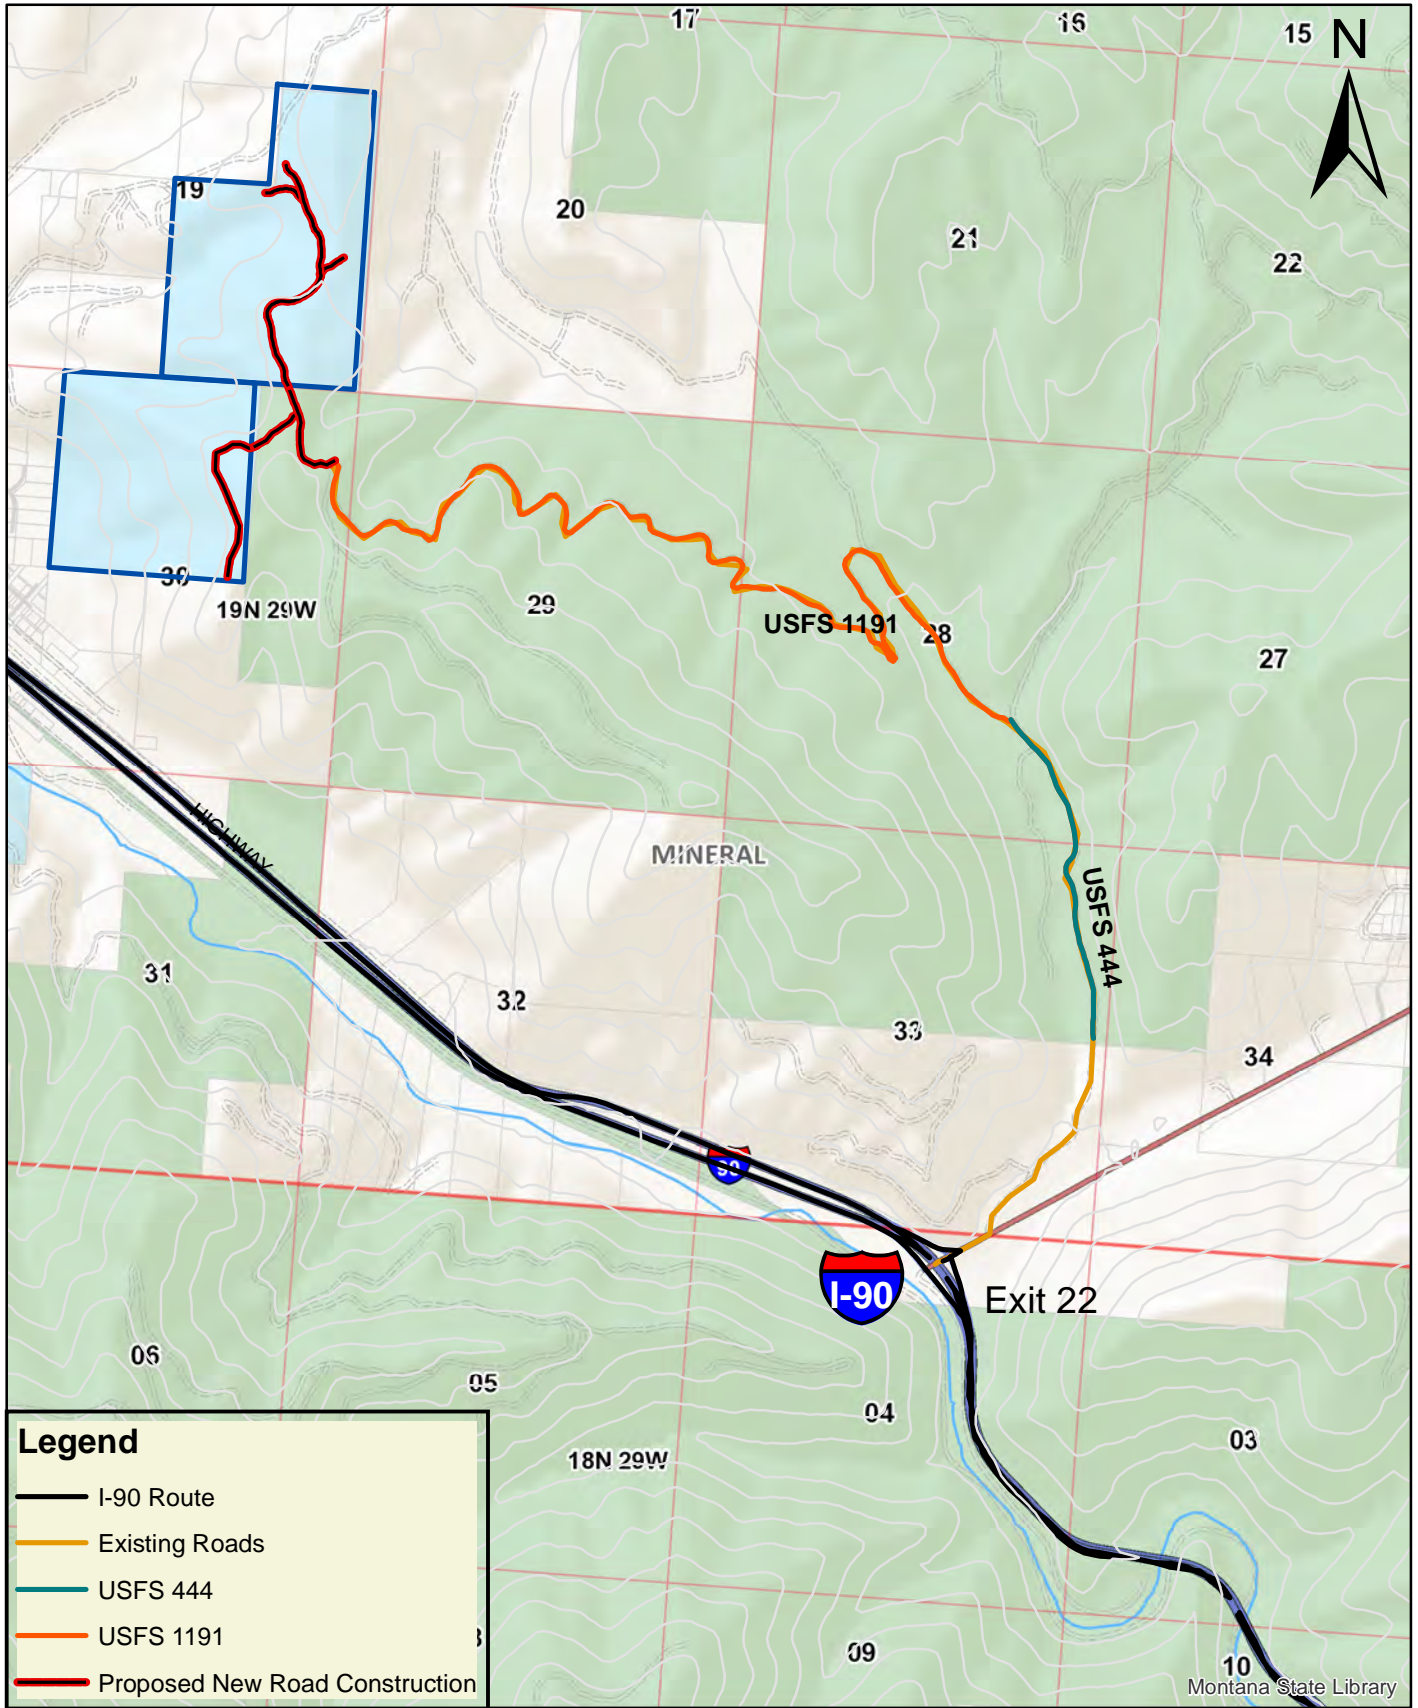 17
16
15
N
19
20
21
22
30
19N 29W
29
USFS 1191
28
27
HIGHWAY
MINERAL
USFS 444
31
32
33
34
90
I-90
Exit 22
06
05
04
03
18N 29W
09
10
Legend
I-90 Route
Existing Roads
USFS 444
USFS 1191
Proposed New Road Construction
Montana State Library